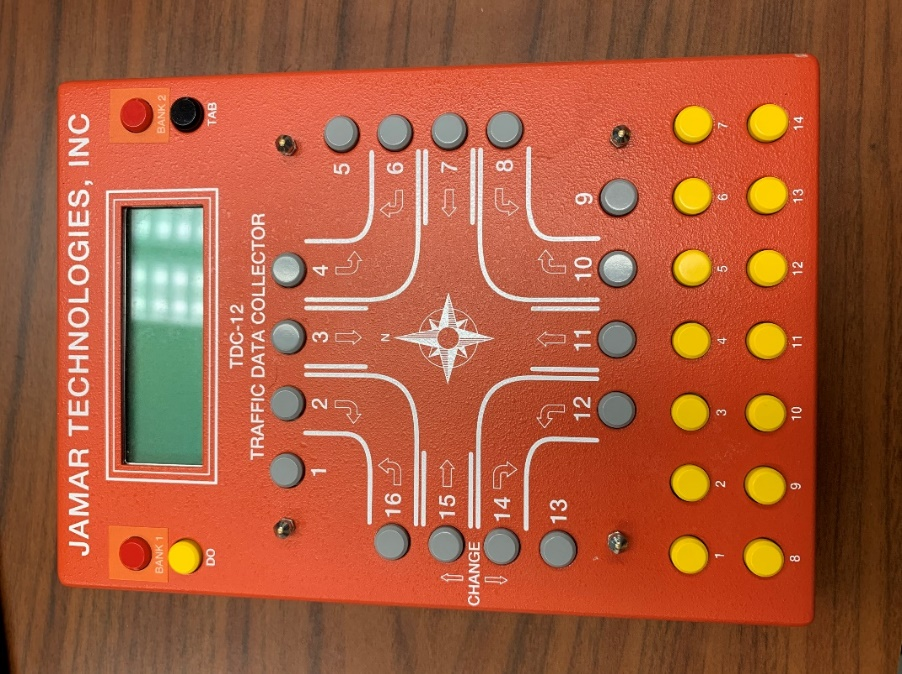 JAMAR TECHNOLOGIES, INC
BANK 1
BANK 2
DO
TAB
TDC-12
TRAFFIC DATA COLLECTOR
1
2
3
4
5
6
7
8
9
10
11
12
13
14
15
16
N
CHANGE
1 2 3 4 5 6 7
8 9 10 11 12 13 14